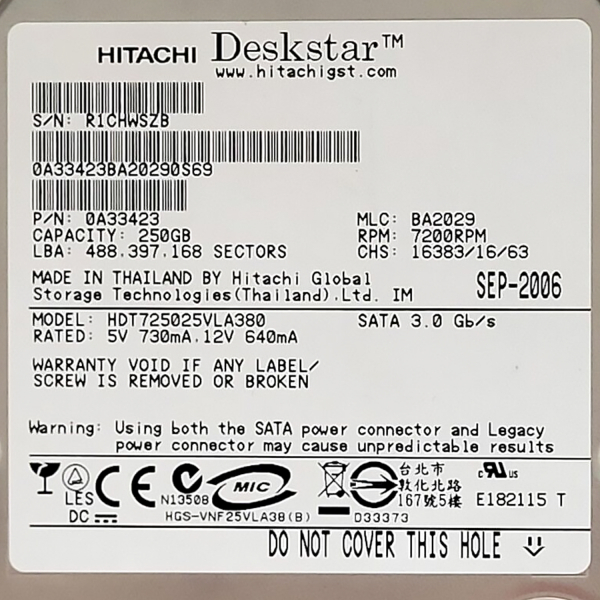 HITACHI Deskstar™
www.hitachigst.com
S/N: R1CHWSZB
0A33423BA20290S69
P/N: 0A33423 MLC: BA2029
CAPACITY: 250GB RPM: 7200RPM
LBA: 488.397.168 SECTORS CHS: 16383/16/63
MADE IN THAILAND BY Hitachi Global
Storage Technologies(Thailand).Ltd. IM SEP-2006
MODEL: HDT725025VLA380 SATA 3.0 Gb/s
RATED: 5V 730mA.12V 640mA
WARRANTY VOID IF ANY LABEL/
SCREW IS REMOVED OR BROKEN
Warning: Using both the SATA power connector and Legacy
power connector may cause unpredictable results
LES CE N13508 MIC 台北市 c UR us
敦化北路
167號5樓 E182115 T
DC HGS-VNF25VLA38(B) D33373
DO NOT COVER THIS HOLE